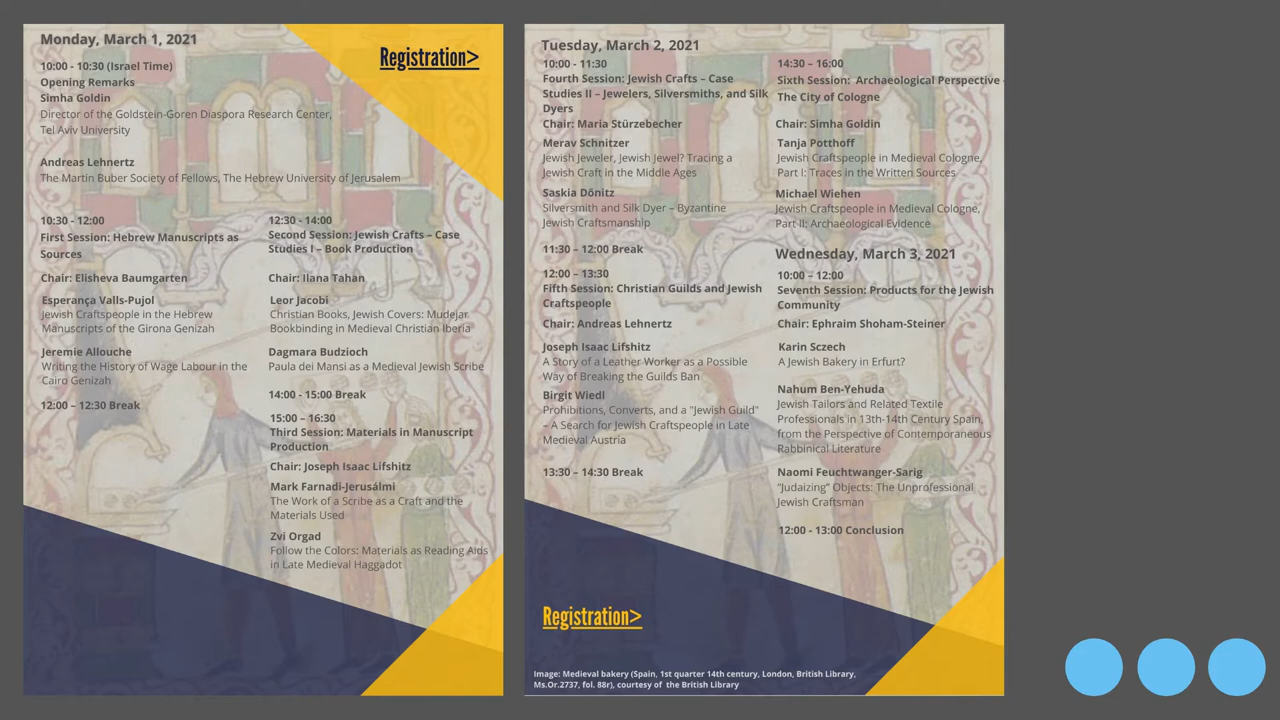 Monday, March 1, 2021
Registration>
10:00 - 10:30 (Israel Time)
Opening Remarks
Simha Goldin
Director of the Goldstein-Goren Diaspora Research Center,
Tel Aviv University
Andreas Lehnertz
The Martin Buber Society of Fellows, The Hebrew University of Jerusalem
10:30 - 12:00
First Session: Hebrew Manuscripts as
Sources
Chair: Elisheva Baumgarten
Esperança Valls-Pujol
Jewish Craftspeople in the Hebrew
Manuscripts of the Girona Genizah
Jeremie Allouche
Writing the History of Wage Labour in the
Cairo Genizah
12:00 – 12:30 Break
12:30 - 14:00
Second Session: Jewish Crafts – Case
Studies I – Book Production
Chair: Ilana Tahan
Leor Jacobi
Christian Books, Jewish Covers: Mudejar
Bookbinding in Medieval Christian Iberia
Dagmara Budzioch
Paula dei Mansi as a Medieval Jewish Scribe
14:00 - 15:00 Break
15:00 – 16:30
Third Session: Materials in Manuscript
Production
Chair: Joseph Isaac Lifshitz
Mark Farnadi-Jerusálmi
The Work of a Scribe as a Craft and the
Materials Used
Zvi Orgad
Follow the Colors: Materials as Reading Aids
in Late Medieval Haggadot
Tuesday, March 2, 2021
10:00 - 11:30
Fourth Session: Jewish Crafts – Case
Studies II – Jewelers, Silversmiths, and Silk
Dyers
Chair: Maria Stürzebecher
Merav Schnitzer
Jewish Jeweler, Jewish Jewel? Tracing a
Jewish Craft in the Middle Ages
Saskia Dönitz
Silversmith and Silk Dyer – Byzantine
Jewish Craftsmanship
11:30 – 12:00 Break
12:00 – 13:30
Fifth Session: Christian Guilds and Jewish
Craftspeople
Chair: Andreas Lehnertz
Joseph Isaac Lifshitz
A Story of a Leather Worker as a Possible
Way of Breaking the Guilds Ban
Birgit Wiedl
Prohibitions, Converts, and a "Jewish Guild"
– A Search for Jewish Craftspeople in Late
Medieval Austria
13:30 – 14:30 Break
14:30 – 16:00
Sixth Session: Archaeological Perspective -
The City of Cologne
Chair: Simha Goldin
Tanja Potthoff
Jewish Craftspeople in Medieval Cologne,
Part I: Traces in the Written Sources
Michael Wiehen
Jewish Craftspeople in Medieval Cologne,
Part II: Archaeological Evidence
Wednesday, March 3, 2021
10:00 – 12:00
Seventh Session: Products for the Jewish
Community
Chair: Ephraim Shoham-Steiner
Karin Sczech
A Jewish Bakery in Erfurt?
Nahum Ben-Yehuda
Jewish Tailors and Related Textile
Professionals in 13th-14th Century Spain,
from the Perspective of Contemporaneous
Rabbinical Literature
Naomi Feuchtwanger-Sarig
"Judaizing" Objects: The Unprofessional
Jewish Craftsman
12:00 - 13:00 Conclusion
Registration>
Image: Medieval bakery (Spain, 1st quarter 14th century, London, British Library,
Ms.Or.2737, fol. 88r), courtesy of the British Library